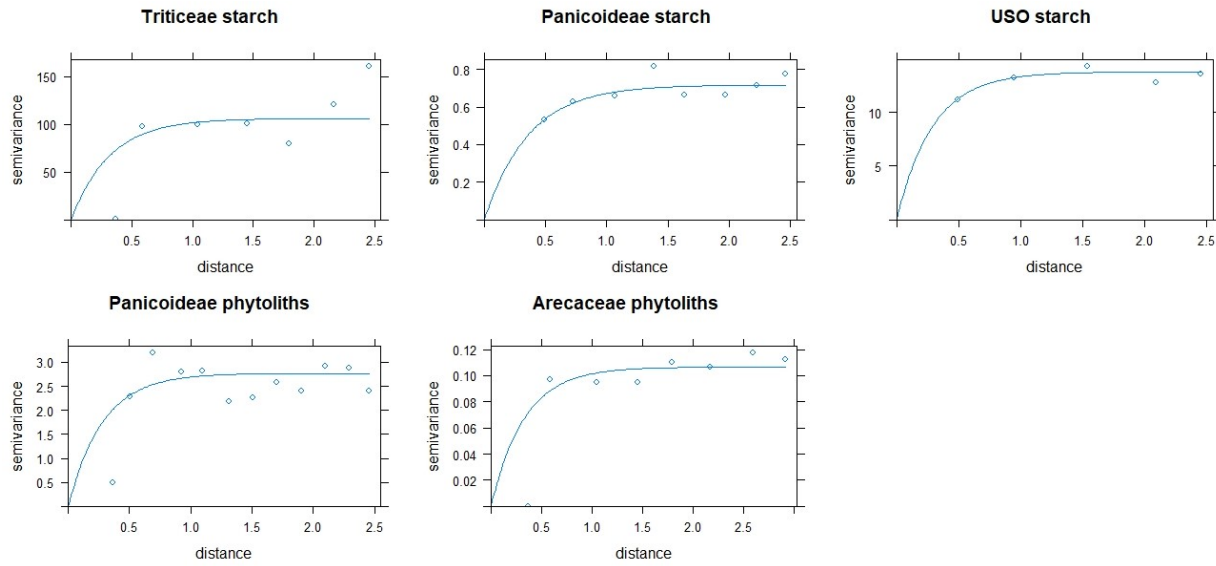 Triticeae starch
semivariance
150
100
50
0.5 1.0 1.5 2.0 2.5
distance
Panicoideae starch
semivariance
0.8
0.6
0.4
0.2
0.5 1.0 1.5 2.0 2.5
distance
USO starch
semivariance
10
5
0.5 1.0 1.5 2.0 2.5
distance
Panicoideae phytoliths
semivariance
3.0
2.5
2.0
1.5
1.0
0.5
0.5 1.0 1.5 2.0 2.5
distance
Arecaceae phytoliths
semivariance
0.12
0.10
0.08
0.06
0.04
0.02
0.5 1.0 1.5 2.0 2.5
distance